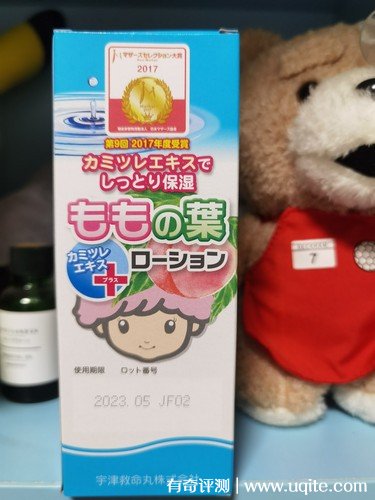 マザーズセレクション大賞
2017
第9回 2017年度受賞
カミツレエキスで
しっとり保湿
ももの葉
カミツレ
エキス
プラス
ローション
7
使用期限 ロット番号
2023.05 JF02
宇津救命丸株式会社
有奇评测 | www.uqite.com